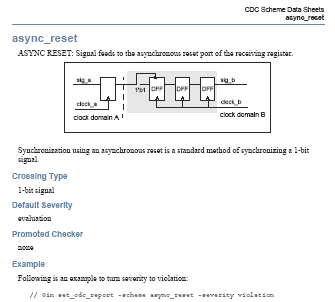 CDC Scheme Data Sheets
async_reset
async_reset
ASYNC RESET: Signal feeds to the asynchronous reset port of the receiving register.
sig_a
sig_b
1'b1
DFF
DFF
DFF
clock_a
clock_b
clock domain A
clock domain B
Synchronization using an asynchronous reset is a standard method of synchronizing a 1-bit
signal.
Crossing Type
1-bit signal
Default Severity
evaluation
Promoted Checker
none
Example
Following is an example to turn severity to violation:
// 0in set_cdc_report -scheme async_reset -severity violation